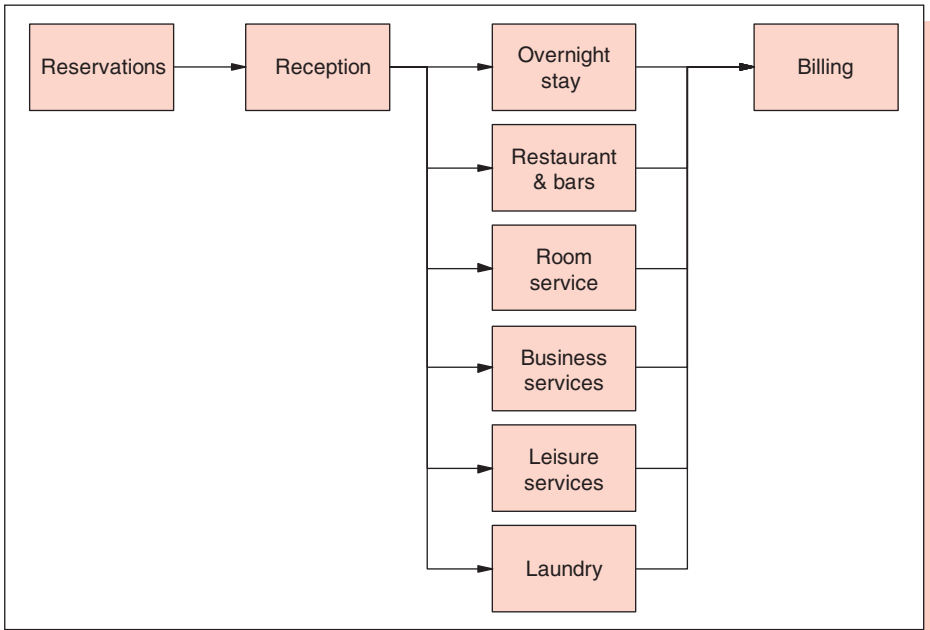 Reservations
Reception
Overnight
stay
Billing
Restaurant
& bars
Room
service
Business
services
Leisure
services
Laundry